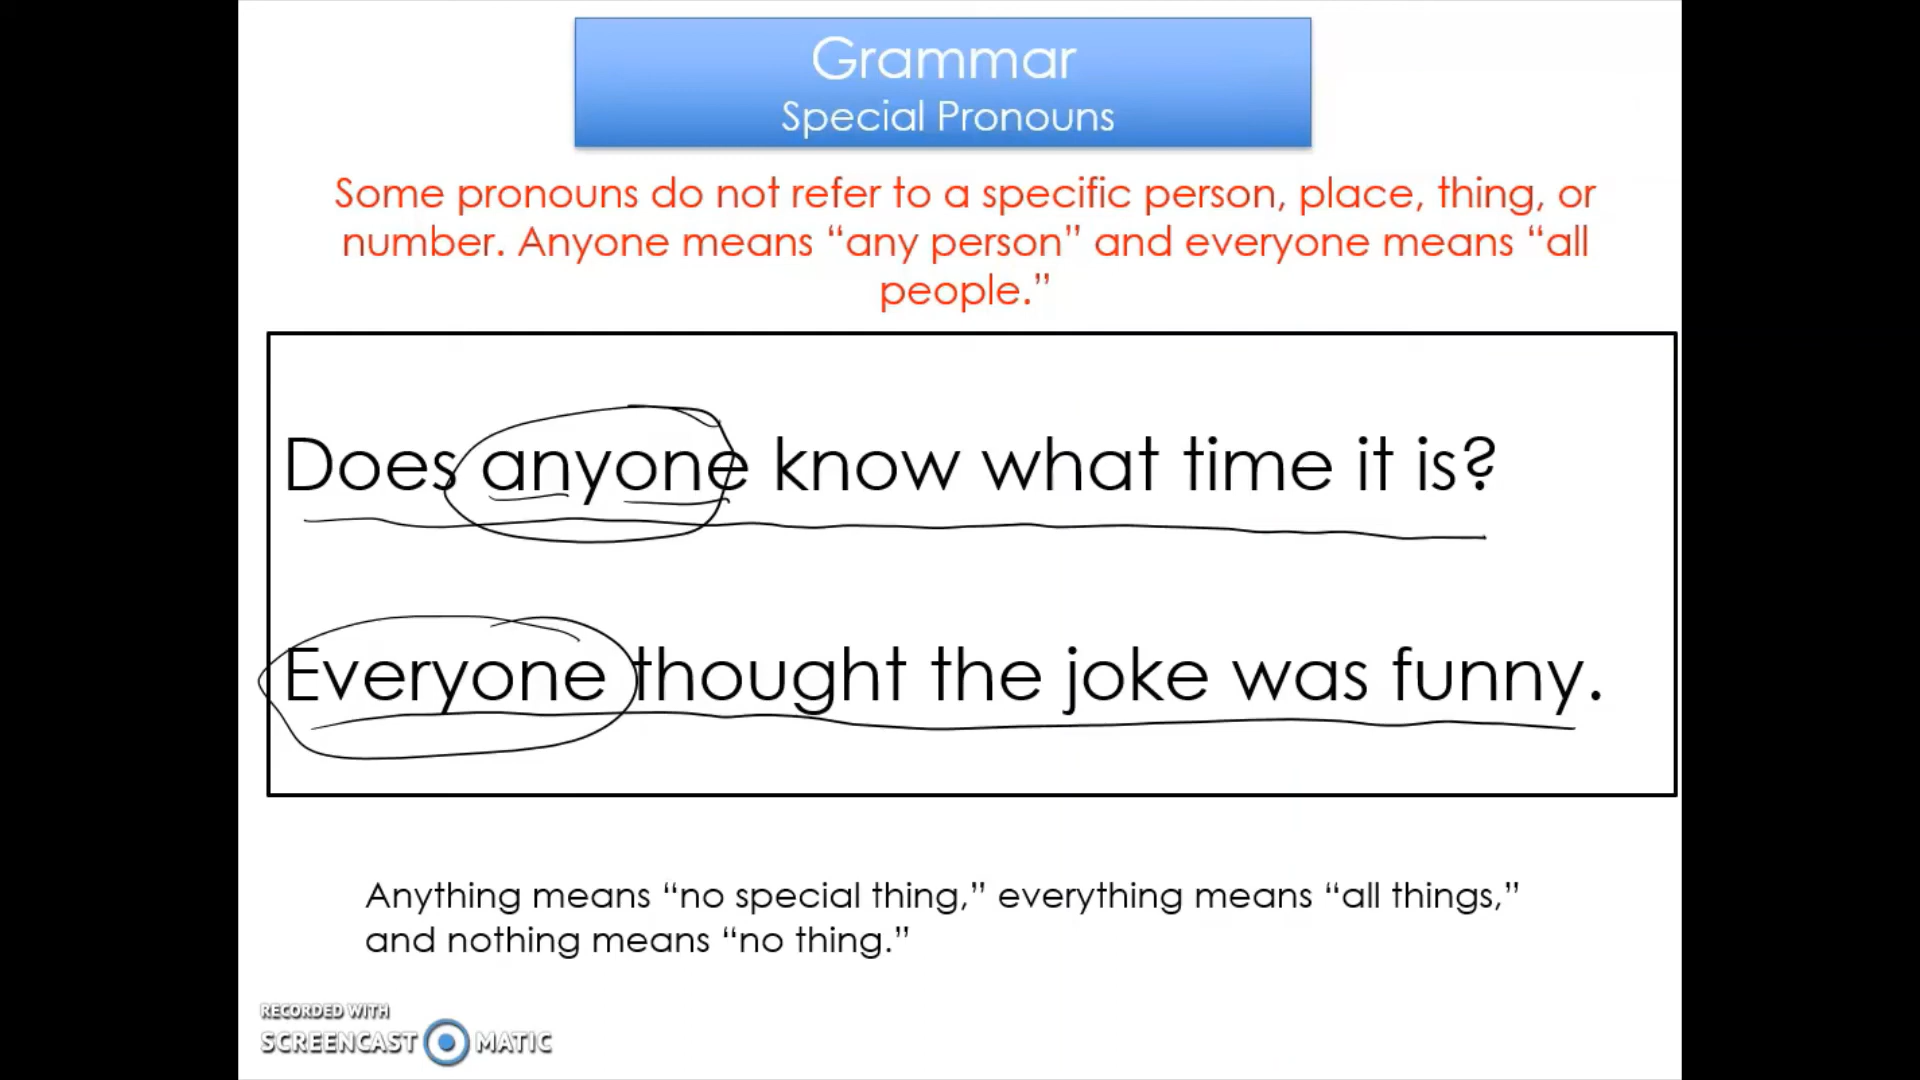 Grammar
Special Pronouns
Some pronouns do not refer to a specific person, place, thing, or
number. Anyone means “any person” and everyone means “all
people.”
Does anyone know what time it is?
Everyone thought the joke was funny.
Anything means “no special thing,” everything means “all things,”
and nothing means “no thing.”
RECORDED WITH
SCREENCAST MATIC